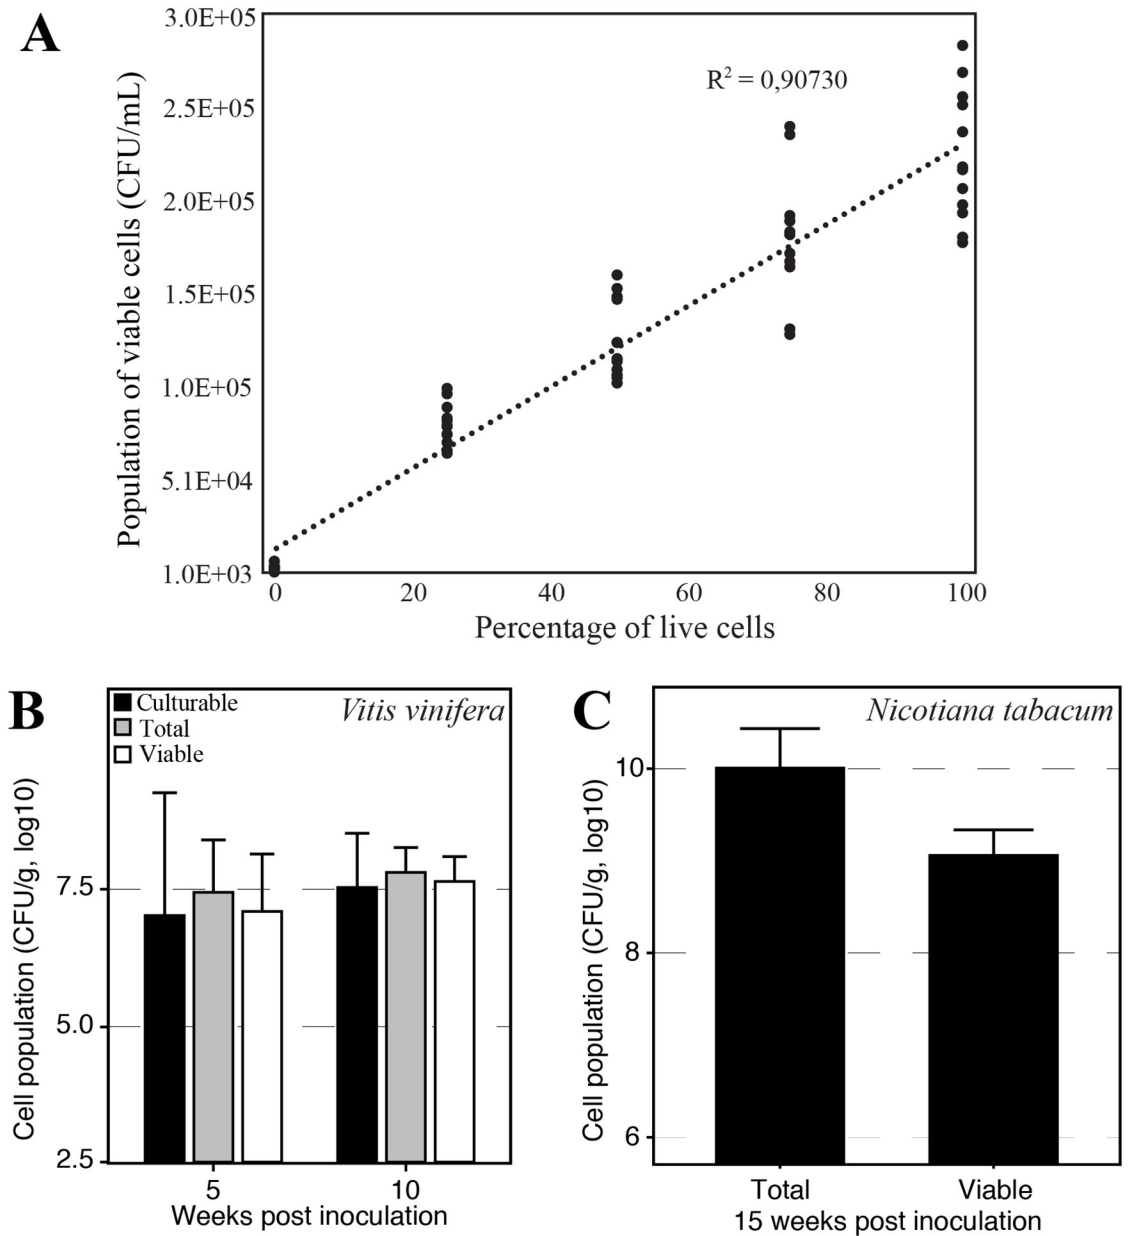 A
3.0E+05
R² = 0,90730
2.5E+05
2.0E+05
1.5E+05
1.0E+05
5.1E+04
1.0E+03
Population of viable cells (CFU/mL)
0 20 40 60 80 100
Percentage of live cells
B
Culturable
Total
Viable
Vitis vinifera
Cell population (CFU/g, log10)
7.5
5.0
2.5
5 10
Weeks post inoculation
C
Nicotiana tabacum
Cell population (CFU/g, log10)
10
8
6
Total Viable
15 weeks post inoculation